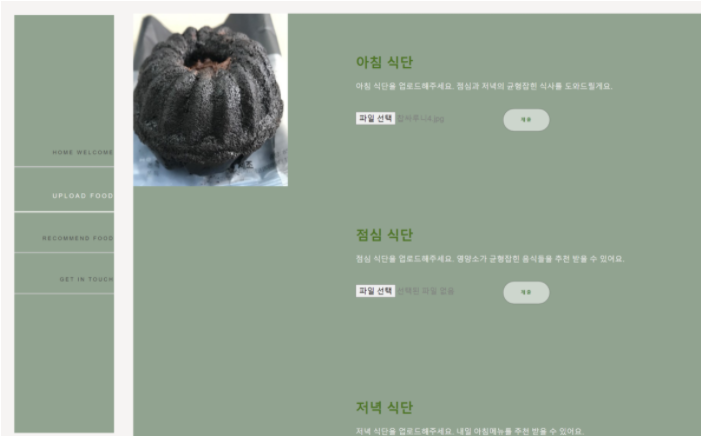 HOME WELCOME
UPLOAD FOOD
RECOMMEND FOOD
GET IN TOUCH
아침 식단
아침 식단을 업로드해주세요. 점심과 저녁의 균형잡힌 식사를 도와드릴게요.
파일 선택
제출
점심 식단
점심 식단을 업로드해주세요. 영양소가 균형잡힌 음식들을 추천 받을 수 있어요.
파일 선택 선택된 파일 없음
제출
저녁 식단
저녁 식단을 업로드해주세요. 내일 아침메뉴를 추천 받을 수 있어요.